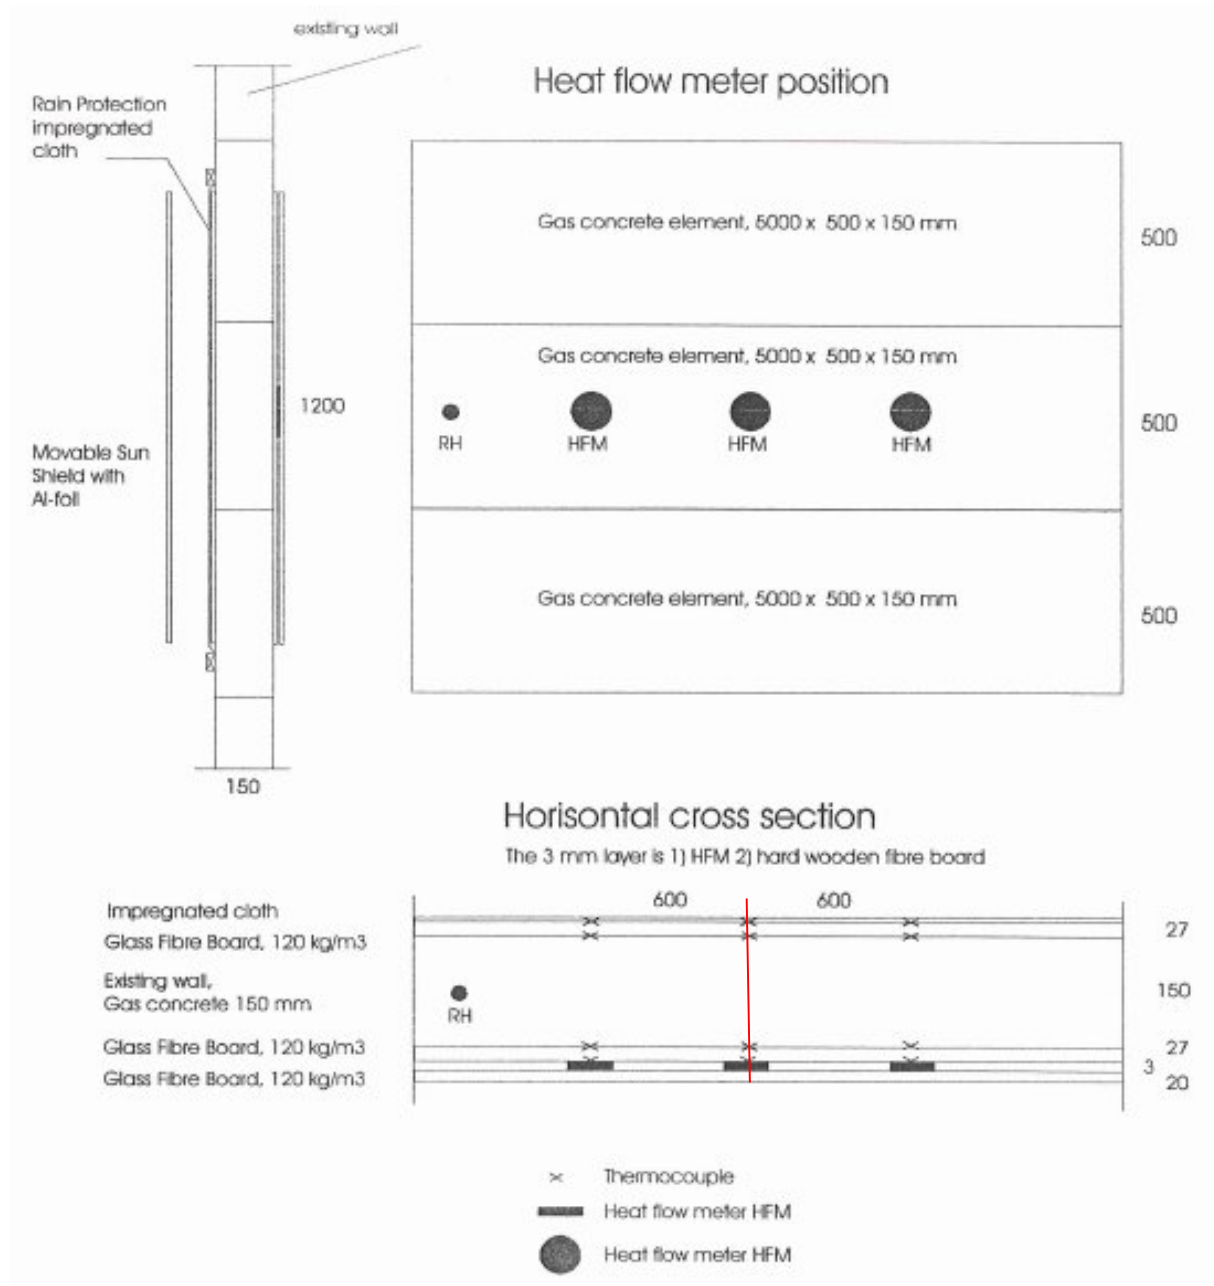 existing wall
Heat flow meter position
Rain Protection
impregnated
cloth
Gas concrete element, 5000 x 500 x 150 mm
500
Gas concrete element, 5000 x 500 x 150 mm
1200
RH
HFM
HFM
HFM
500
Movable Sun
Shield with
Al-foil
Gas concrete element, 5000 x 500 x 150 mm
500
150
Horisontal cross section
The 3 mm layer is 1) HFM 2) hard wooden fibre board
600
600
Impregnated cloth
27
Glass Fibre Board, 120 kg/m3
Existing wall,
Gas concrete 150 mm
150
RH
Glass Fibre Board, 120 kg/m3
27
3
Glass Fibre Board, 120 kg/m3
20
Thermocouple
Heat flow meter HFM
Heat flow meter HFM